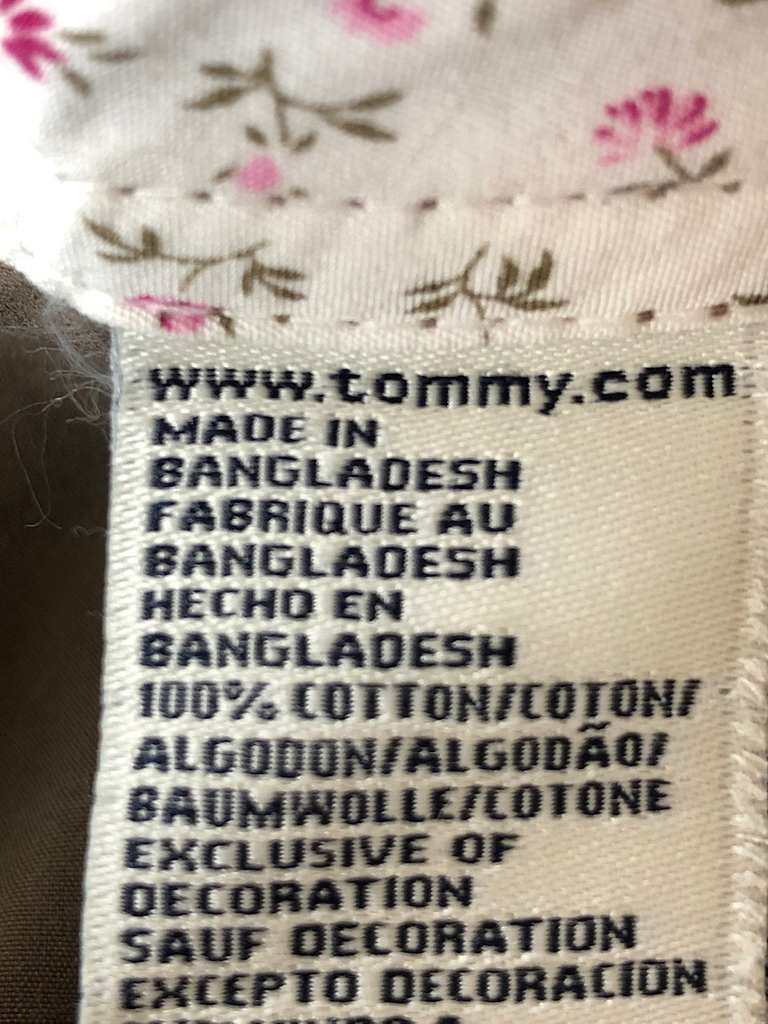 www.tommy.com
MADE IN
BANGLADESH
FABRIQUE AU
BANGLADESH
HECHO EN
BANGLADESH
100% COTTON/COTON/
ALGODON/ALGODÃO/
BAUMWOLLE/COTONE
EXCLUSIVE OF
DECORATION
SAUF DECORATION
EXCEPTO DECORACION